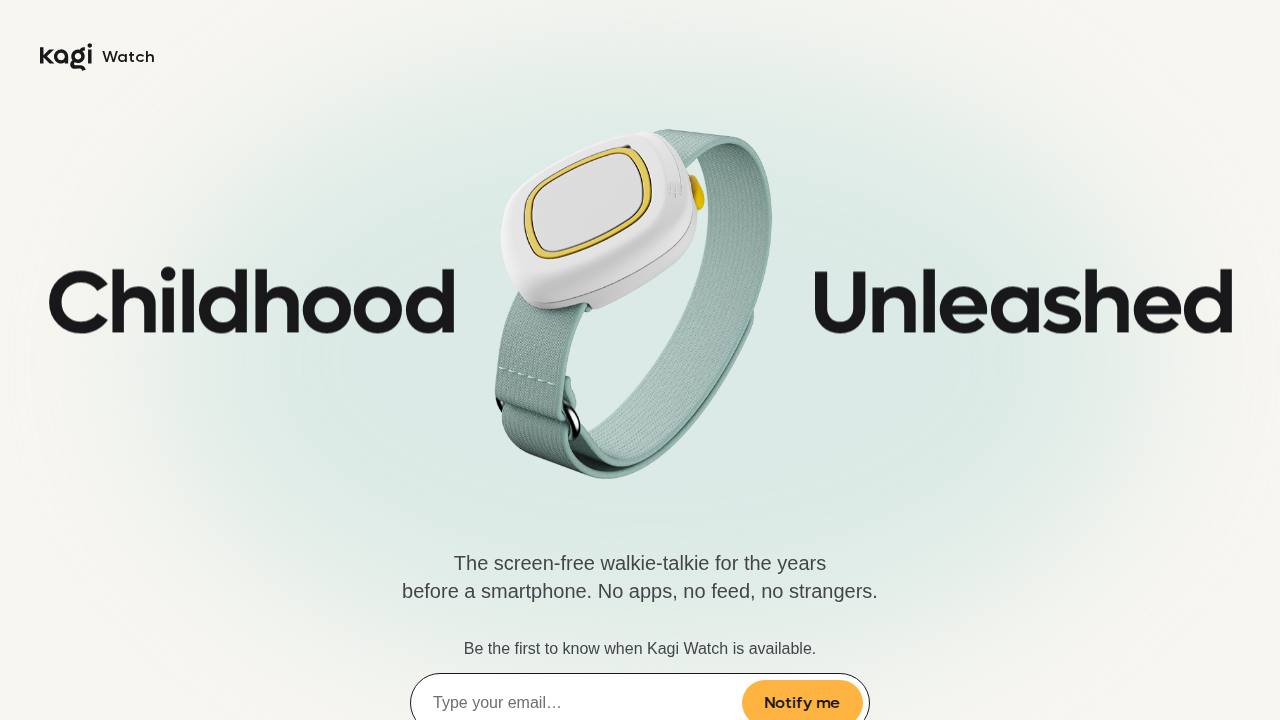 kagi Watch
Childhood Unleashed
The screen-free walkie-talkie for the years
before a smartphone. No apps, no feed, no strangers.
Be the first to know when Kagi Watch is available.
Type your email… Notify me